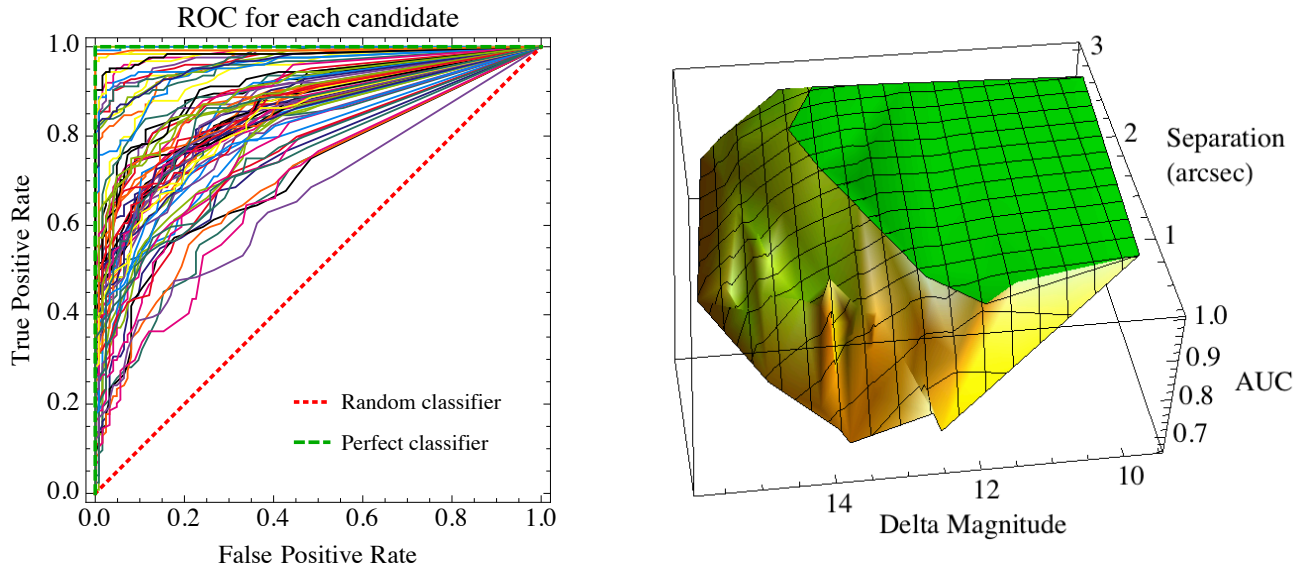 ROC for each candidate
1.0
0.8
0.6
0.4
0.2
0.0
True Positive Rate
Random classifier
Perfect classifier
0.0 0.2 0.4 0.6 0.8 1.0
False Positive Rate
3
2
1
Separation
(arcsec)
1.0
0.9
0.8
0.7
AUC
14 12 10
Delta Magnitude